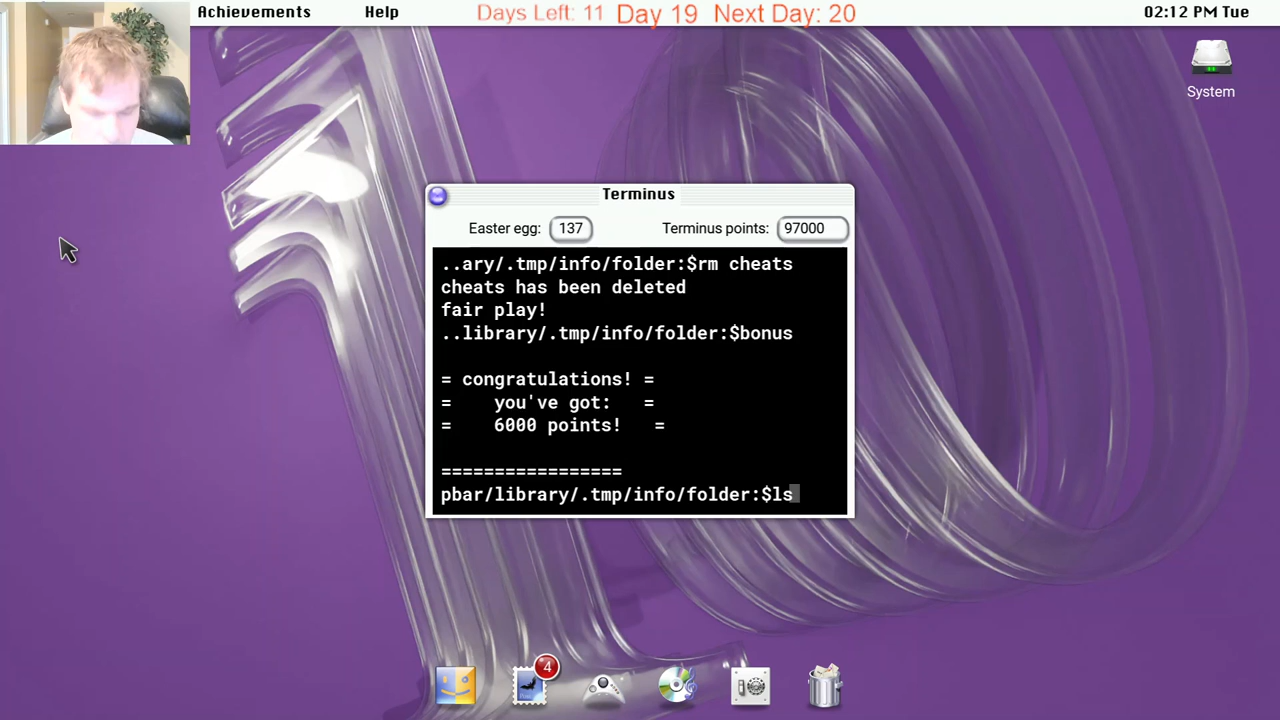 Achievements Help Days Left: 11 Day 19 Next Day: 20 02:12 PM Tue
System
Terminus
Easter egg: 137 Terminus points: 97000
..ary/.tmp/info/folder:$rm cheats
cheats has been deleted
fair play!
..library/.tmp/info/folder:$bonus
= congratulations! =
= you've got: =
= 6000 points! =
=================
pbar/library/.tmp/info/folder:$ls
4